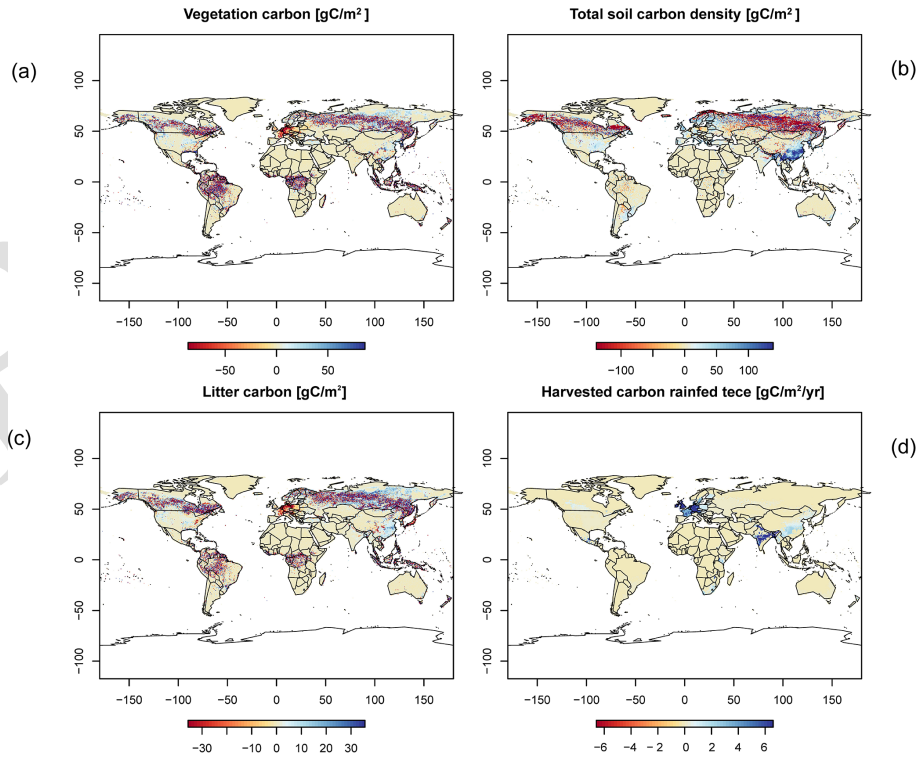 Vegetation carbon [gC/m²]
Total soil carbon density [gC/m²]
(a)
(b)
100
50
0
−50
−100
−150 −100 −50 0 50 100 150
−50 0 50
100
50
0
−50
−100
−150 −100 −50 0 50 100 150
−100 0 50 100
Litter carbon [gC/m²]
Harvested carbon rainfed tece [gC/m²/yr]
(c)
(d)
100
50
0
−50
−100
−150 −100 −50 0 50 100 150
−30 −10 0 10 20 30
100
50
0
−50
−100
−150 −100 −50 0 50 100 150
−6 −4 −2 0 2 4 6